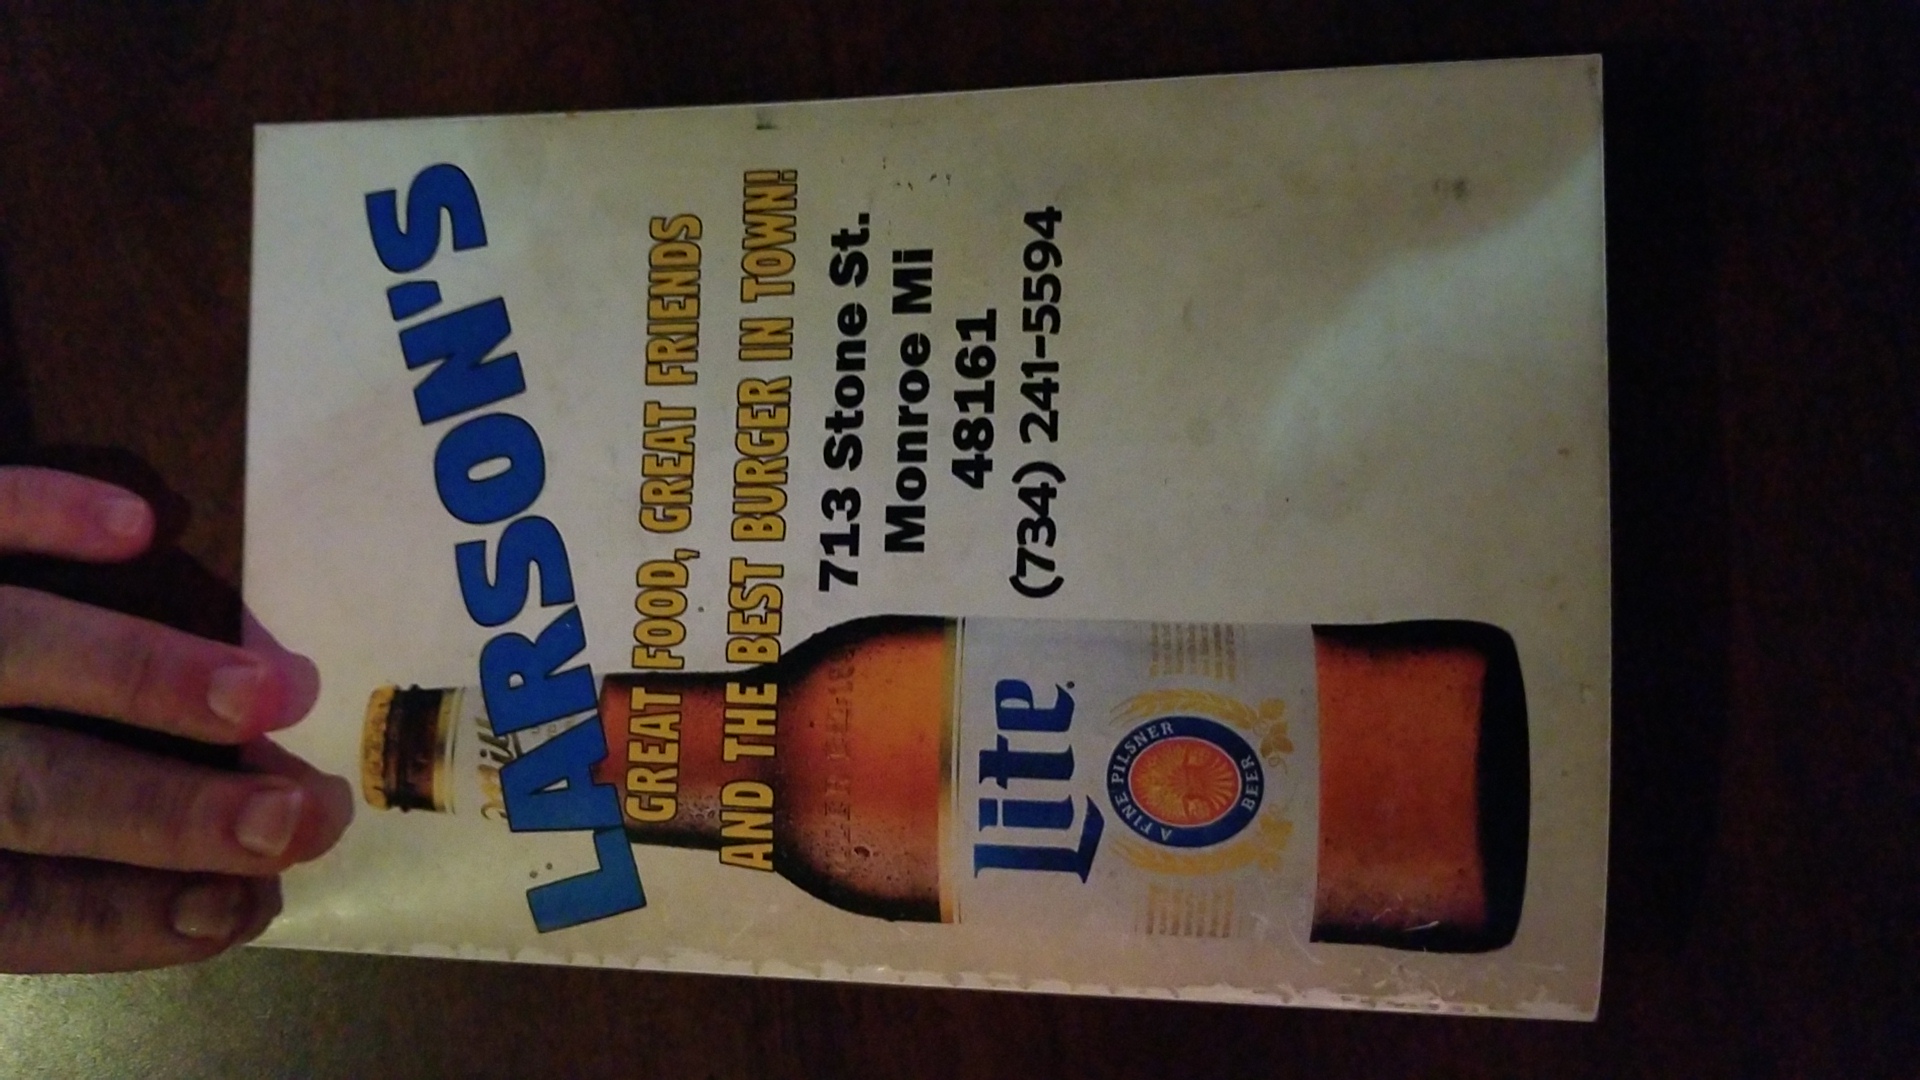 LARSON'S
GREAT FOOD, GREAT FRIENDS
AND THE BEST BURGER IN TOWN!
713 Stone St.
Monroe Mi
48161
(734) 241-5594
Lite
A FINE PILSNER
BEER